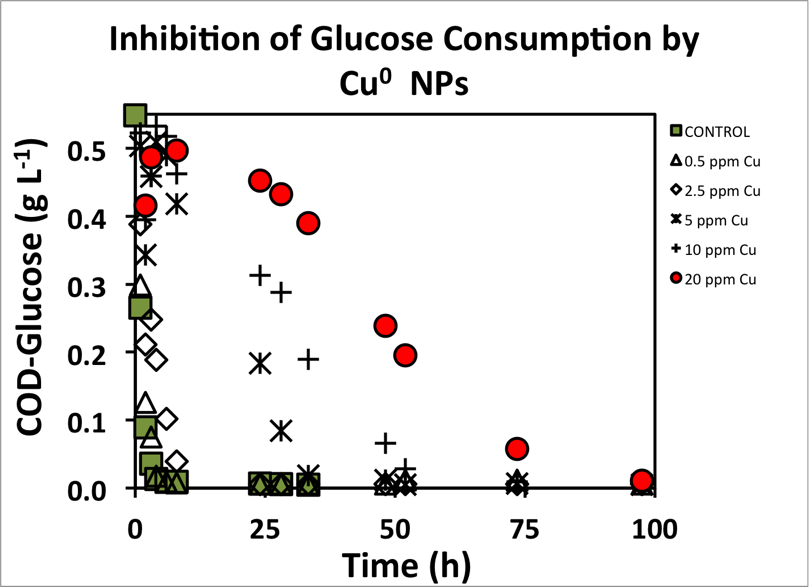 Inhibition of Glucose Consumption by
Cu⁰ NPs
COD-Glucose (g L⁻¹)
0.5
0.4
0.3
0.2
0.1
0.0
0 25 50 75 100
Time (h)
CONTROL
0.5 ppm Cu
2.5 ppm Cu
5 ppm Cu
10 ppm Cu
20 ppm Cu